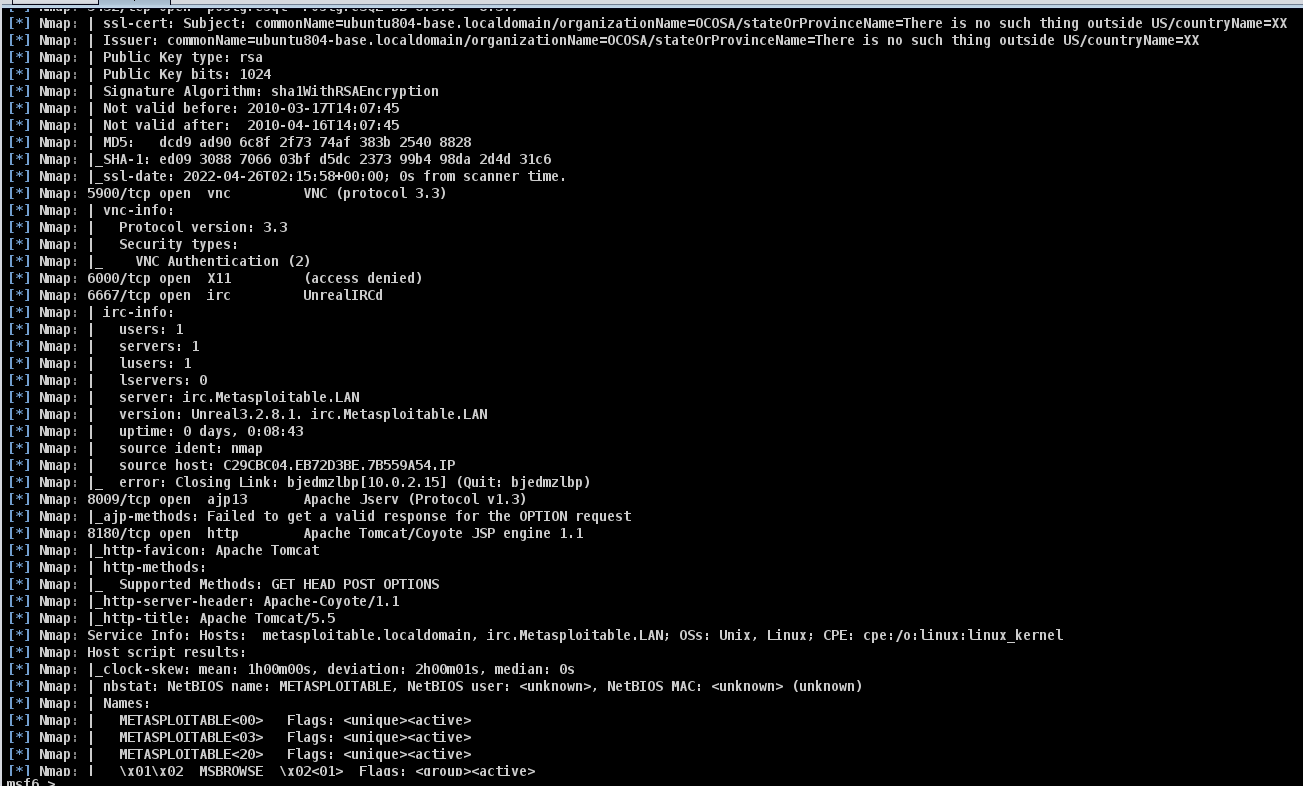 [*] Nmap: | ssl-cert: Subject: commonName=ubuntu804-base.localdomain/organizationName=OCOSA/stateOrProvinceName=There is no such thing outside US/countryName=XX
[*] Nmap: | Issuer: commonName=ubuntu804-base.localdomain/organizationName=OCOSA/stateOrProvinceName=There is no such thing outside US/countryName=XX
[*] Nmap: | Public Key type: rsa
[*] Nmap: | Public Key bits: 1024
[*] Nmap: | Signature Algorithm: sha1WithRSAEncryption
[*] Nmap: | Not valid before: 2010-03-17T14:07:45
[*] Nmap: | Not valid after:  2010-04-16T14:07:45
[*] Nmap: | MD5:   dcd9 ad90 6c8f 2f73 74af 383b 2540 8828
[*] Nmap: |_SHA-1: ed09 3088 7066 03bf d5dc 2373 99b4 98da 2d4d 31c6
[*] Nmap: |_ssl-date: 2022-04-26T02:15:58+00:00; 0s from scanner time.
[*] Nmap: 5900/tcp open  vnc         VNC (protocol 3.3)
[*] Nmap: | vnc-info:
[*] Nmap: |   Protocol version: 3.3
[*] Nmap: |   Security types:
[*] Nmap: |_    VNC Authentication (2)
[*] Nmap: 6000/tcp open  X11         (access denied)
[*] Nmap: 6667/tcp open  irc         UnrealIRCd
[*] Nmap: | irc-info:
[*] Nmap: |   users: 1
[*] Nmap: |   servers: 1
[*] Nmap: |   lusers: 1
[*] Nmap: |   lservers: 0
[*] Nmap: |   server: irc.Metasploitable.LAN
[*] Nmap: |   version: Unreal3.2.8.1. irc.Metasploitable.LAN
[*] Nmap: |   uptime: 0 days, 0:08:43
[*] Nmap: |   source ident: nmap
[*] Nmap: |   source host: C29CBC04.EB72D3BE.7B559A54.IP
[*] Nmap: |_  error: Closing Link: bjedmzlbp[10.0.2.15] (Quit: bjedmzlbp)
[*] Nmap: 8009/tcp open  ajp13       Apache Jserv (Protocol v1.3)
[*] Nmap: |_ajp-methods: Failed to get a valid response for the OPTION request
[*] Nmap: 8180/tcp open  http        Apache Tomcat/Coyote JSP engine 1.1
[*] Nmap: |_http-favicon: Apache Tomcat
[*] Nmap: | http-methods:
[*] Nmap: |_  Supported Methods: GET HEAD POST OPTIONS
[*] Nmap: |_http-server-header: Apache-Coyote/1.1
[*] Nmap: |_http-title: Apache Tomcat/5.5
[*] Nmap: Service Info: Hosts:  metasploitable.localdomain, irc.Metasploitable.LAN; OSs: Unix, Linux; CPE: cpe:/o:linux:linux_kernel
[*] Nmap: Host script results:
[*] Nmap: |_clock-skew: mean: 1h00m00s, deviation: 2h00m01s, median: 0s
[*] Nmap: | nbstat: NetBIOS name: METASPLOITABLE, NetBIOS user: <unknown>, NetBIOS MAC: <unknown> (unknown)
[*] Nmap: | Names:
[*] Nmap: |   METASPLOITABLE<00>   Flags: <unique><active>
[*] Nmap: |   METASPLOITABLE<03>   Flags: <unique><active>
[*] Nmap: |   METASPLOITABLE<20>   Flags: <unique><active>
[*] Nmap: |   \x01\x02__MSBROWSE__\x02<01>  Flags: <group><active>
msf6 >